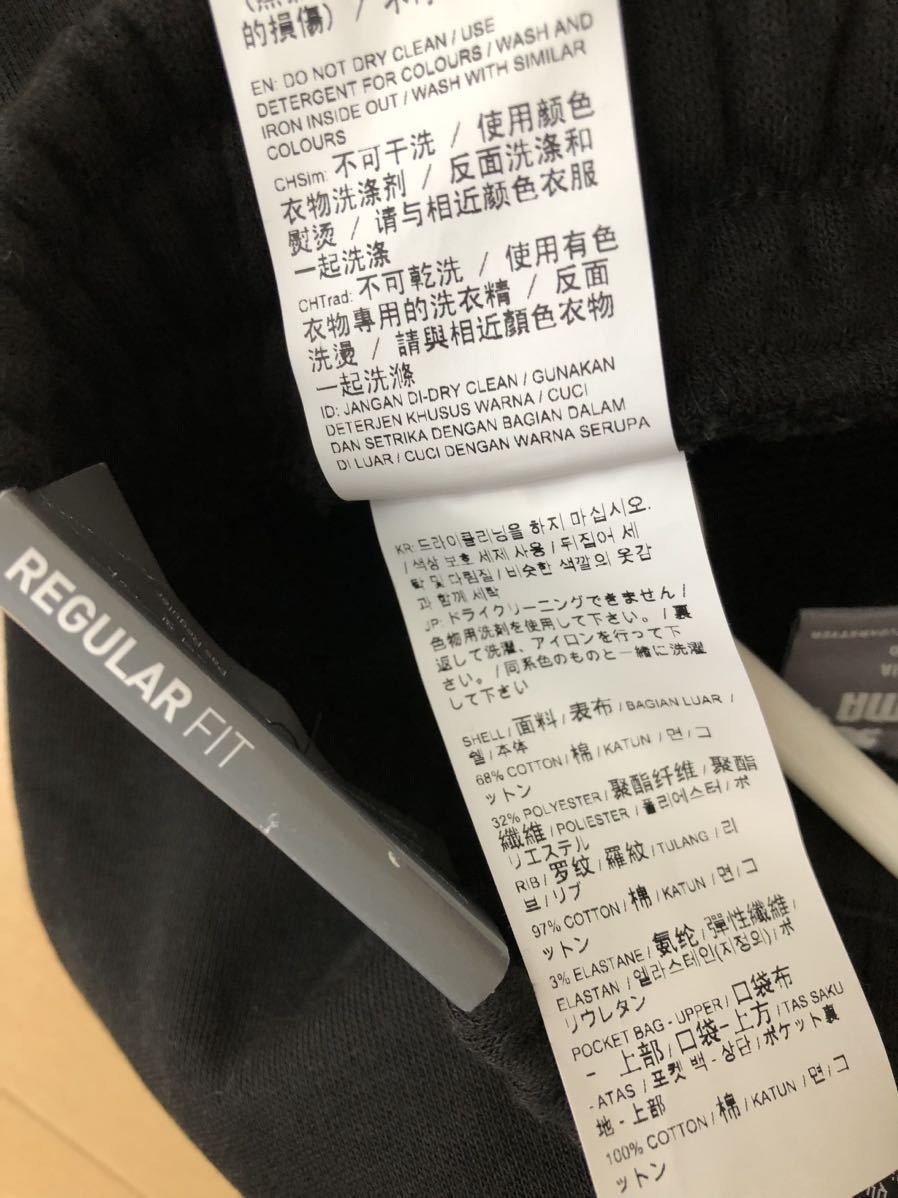 的損傷) / 不
EN: DO NOT DRY CLEAN / USE
DETERGENT FOR COLOURS / WASH AND
IRON INSIDE OUT / WASH WITH SIMILAR
COLOURS
CHSim: 不可干洗 / 使用颜色
衣物洗涤剂 / 反面洗涤和
熨烫 / 请与相近颜色衣服
一起洗涤
CHTrad: 不可乾洗 / 使用有色
衣物專用的洗衣精 / 反面
洗燙 / 請與相近顏色衣物
一起洗滌
ID: JANGAN DI-DRY CLEAN / GUNAKAN
DETERJEN KHUSUS WARNA / CUCI
DAN SETRIKA DENGAN BAGIAN DALAM
DI LUAR / CUCI DENGAN WARNA SERUPA
KR: 드라이클리닝을 하지 마십시오.
/ 색상 보호 세제 사용 / 뒤집어 세
탁 및 다림질 / 비슷한 색깔의 옷감
과 함께 세탁
JP: ドライクリーニングできません /
色物用洗剤を使用して下さい。 / 裏
返して洗濯、アイロンを行って下
さい。 / 同系色のものと一緒に洗濯
して下さい
SHELL / 面料 / 表布 / BAGIAN LUAR /
쉘 / 本体
68% COTTON / 棉 / KATUN / 면 / コ
ットン
32% POLYESTER / 聚酯纤维 / 聚酯
纖維 / POLIESTER / 폴리에스터 / ポ
リエステル
RIB / 罗纹 / 羅紋 / TULANG / 리
브 / リブ
97% COTTON / 棉 / KATUN / 면 / コ
ットン
3% ELASTANE / 氨纶 / 彈性纖維 /
ELASTAN / 엘라스테인(지정외) / ポ
リウレタン
POCKET BAG - UPPER / 口袋布
- 上部 / 口袋-上方 / TAS SAKU
- ATAS / 포켓 백 - 상단 / ポケット裏
地 - 上部
100% COTTON / 棉 / KATUN / 면 / コ
ットン
REGULAR FIT